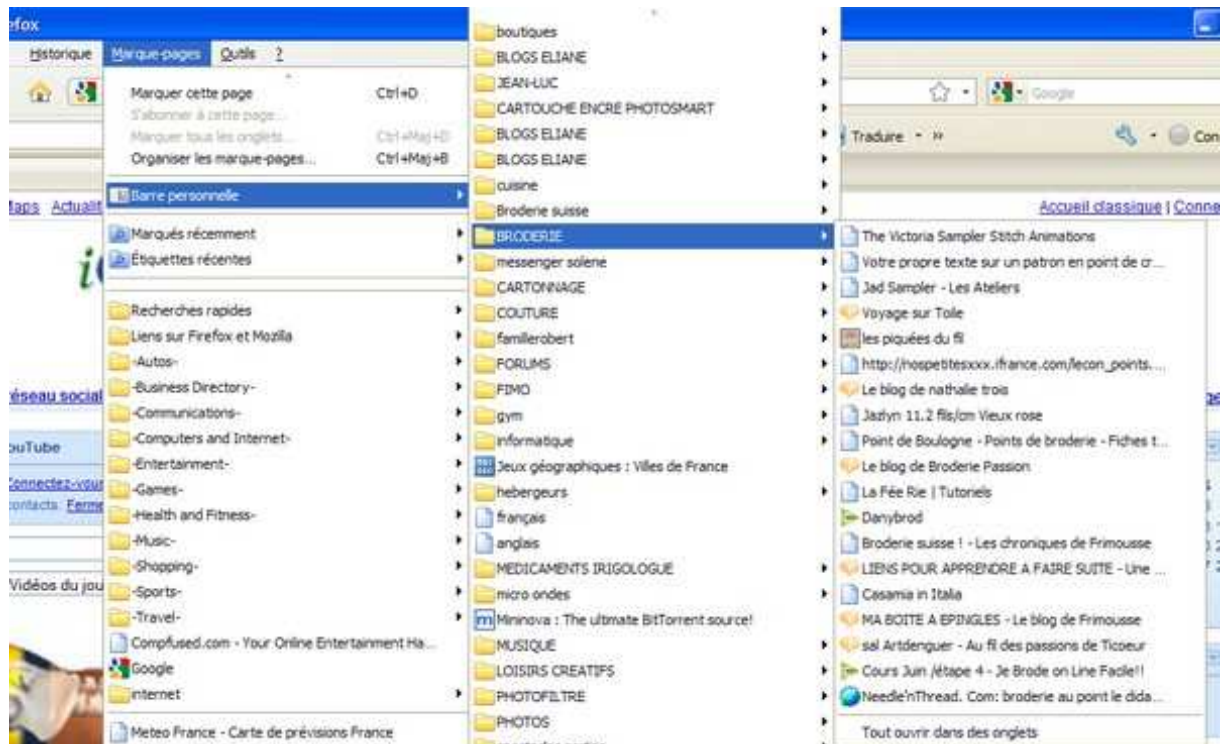 efox
Historique Marque-pages Outils ?
Marquer cette page Ctrl+D
S'abonner à cette page...
Marquer tous les onglets... Ctrl+Maj+D
Organiser les marque-pages... Ctrl+Maj+B
Barre personnelle
Marqués récemment
Étiquettes récentes
Recherches rapides
Liens sur Firefox et Mozilla
-Autos-
-Business Directory-
-Communications-
-Computers and Internet-
-Entertainment-
-Games-
-Health and Fitness-
-Music-
-Shopping-
-Sports-
-Travel-
Compfused.com - Your Online Entertainment Ha...
Google
internet
Meteo France - Carte de prévisions France
boutiques
BLOGS ELIANE
JEAN-LUC
CARTOUCHE ENCRE PHOTOSMART
BLOGS ELIANE
BLOGS ELIANE
cuisine
Broderie suisse
BRODERIE
messenger solene
CARTONNAGE
COUTURE
famillerobert
FORUMS
FIMO
gym
informatique
Jeux géographiques : Villes de France
hebergeurs
français
anglais
MEDICAMENTS IRIGOLOGUE
micro ondes
Mininova : The ultimate BitTorrent source!
MUSIQUE
LOISIRS CREATIFS
PHOTOFILTRE
PHOTOS
Google
Traduire
Con
Accueil classique | Conne
The Victoria Sampler Stitch Animations
Votre propre texte sur un patron en point de cr...
Jad Sampler - Les Ateliers
Voyage sur Toile
les piquées du fil
http://nospetitesxxx.ifrance.com/lecon_points....
Le blog de nathalie trois
Jazlyn 11.2 fils/cm Vieux rose
Point de Boulogne - Points de broderie - Fiches t...
Le blog de Broderie Passion
La Fée Rie | Tutoriels
Danybrod
Broderie suisse ! - Les chroniques de Frimousse
LIENS POUR APPRENDRE A FAIRE SUITE - Une ...
Casamia in Italia
MA BOITE A EPINGLES - Le blog de Frimousse
sal Artdenguer - Au fil des passions de Ticoeur
Cours Juin /étape 4 - Je Brode on Line Facile!!
Needle'nThread. Com: broderie au point le dida...
Tout ouvrir dans des onglets
Maps Actualit
réseau social
ouTube
Connectez-vous
contacts. Ferme
Vidéos du jou